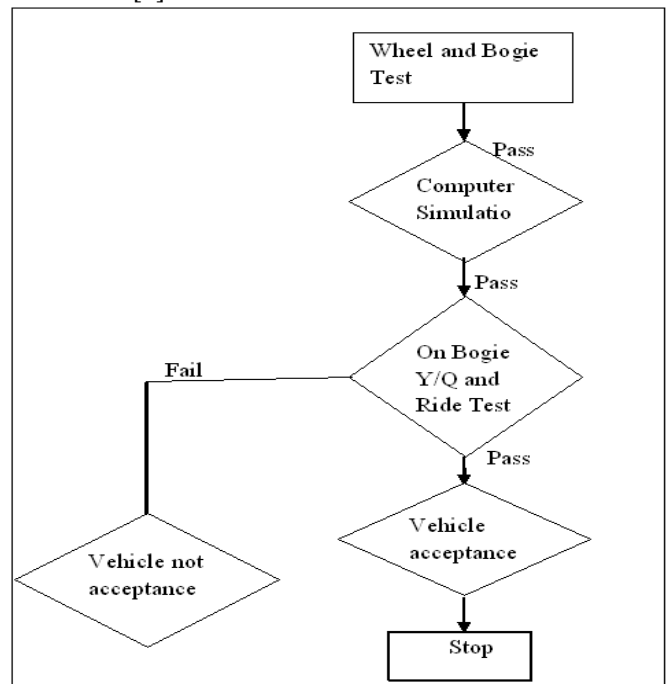 Wheel and Bogie
Test
Pass
Computer
Simulatio
Pass
On Bogie
Y/Q and
Ride Test
Fail
Pass
Vehicle
acceptance
Vehicle not
acceptance
Stop